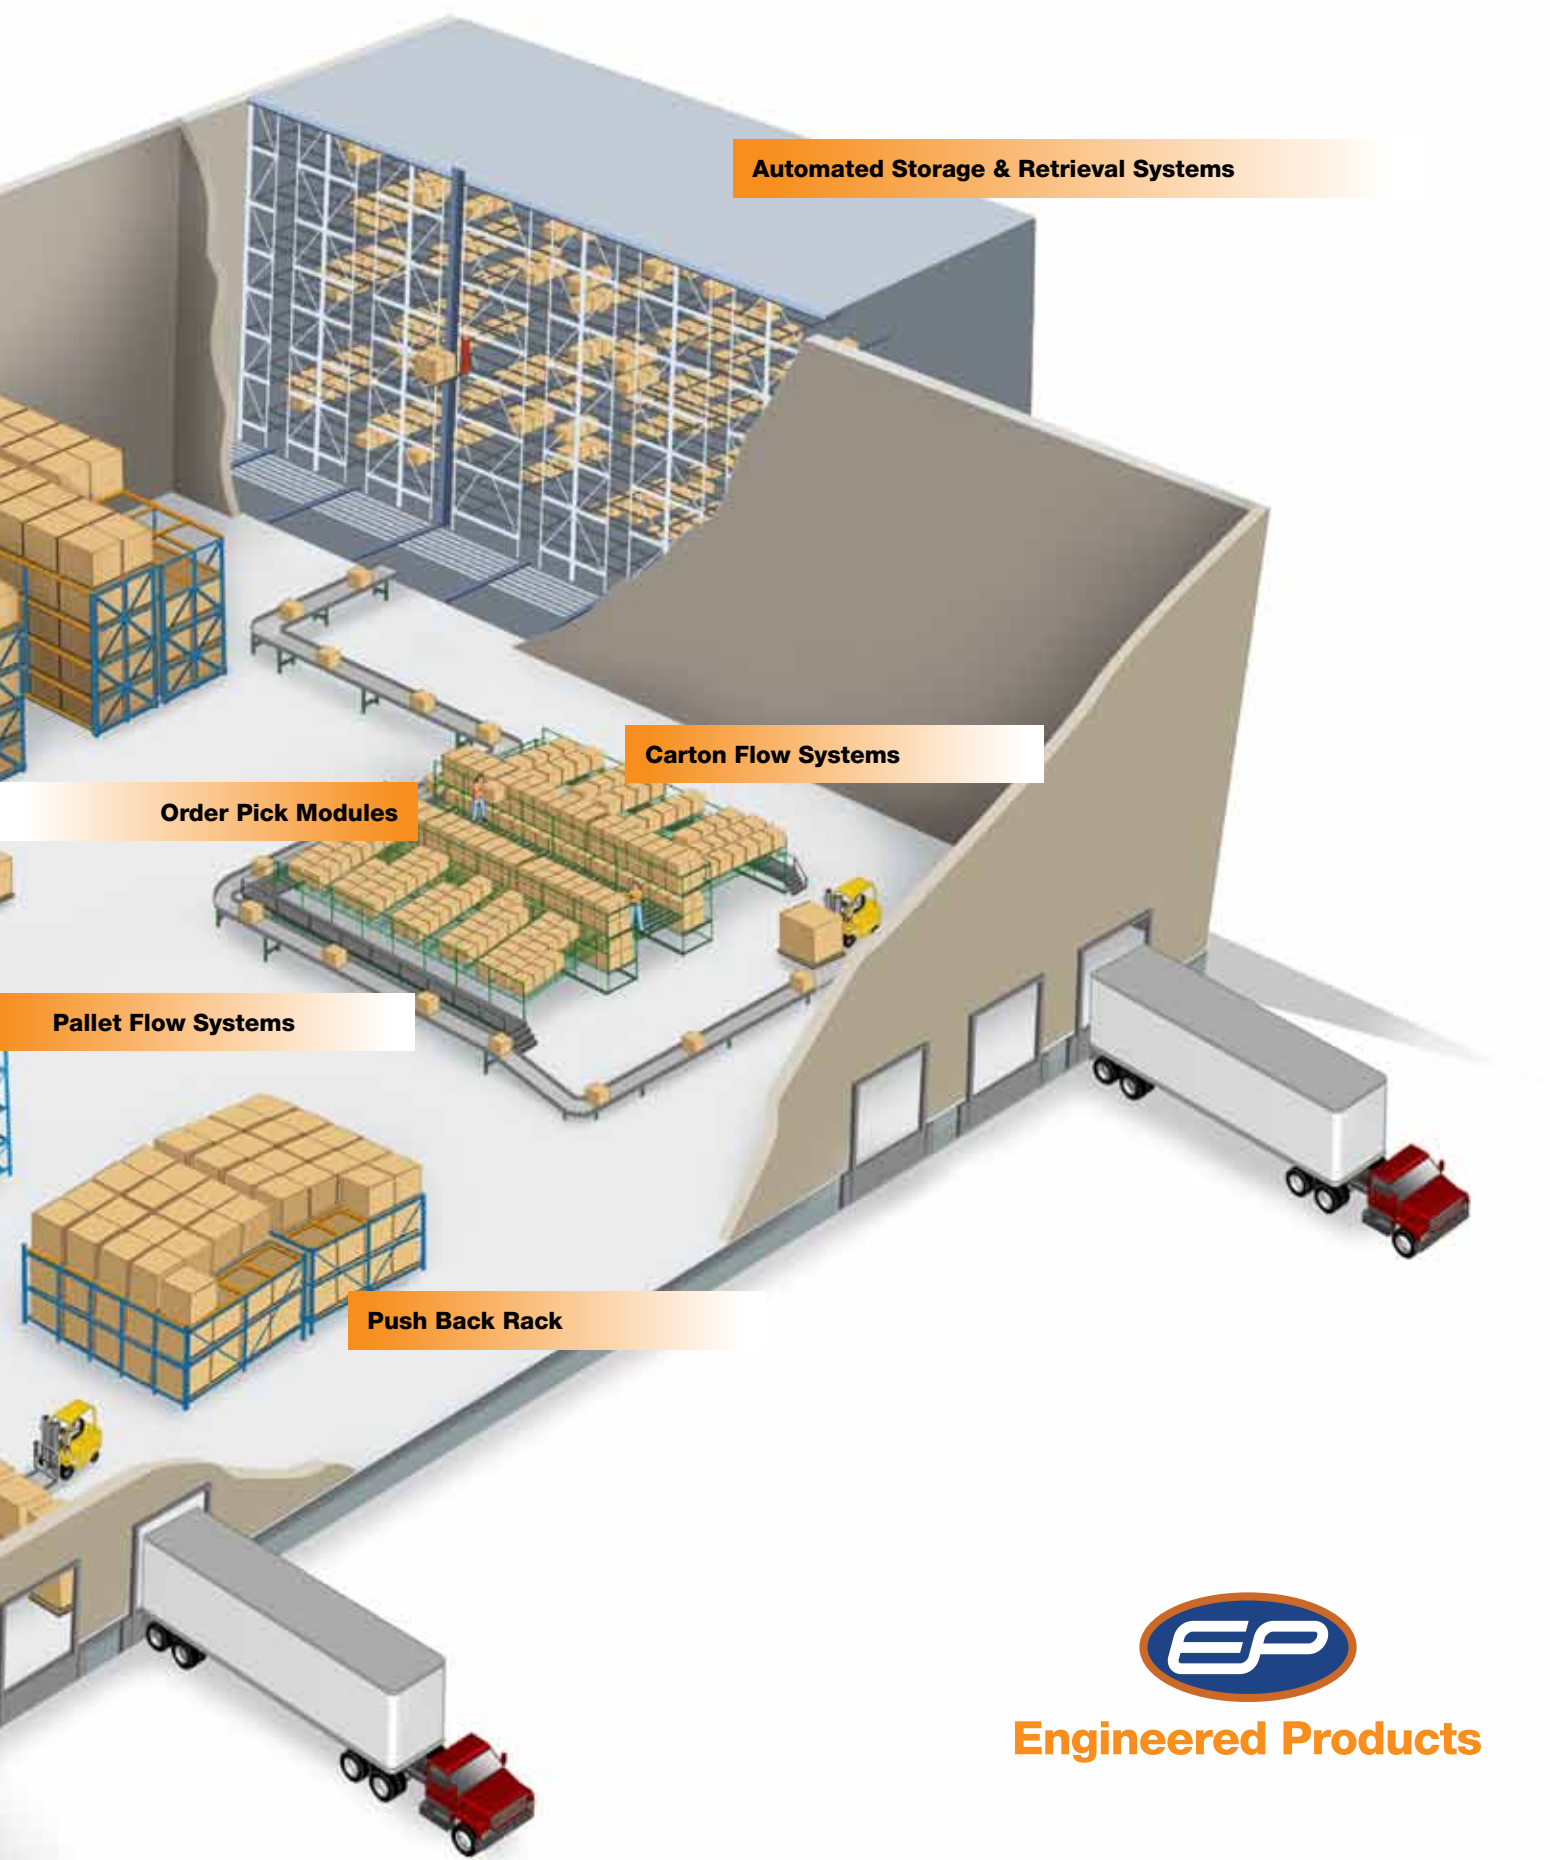 Automated Storage & Retrieval Systems
Carton Flow Systems
Order Pick Modules
Pallet Flow Systems
Push Back Rack
EP
Engineered Products